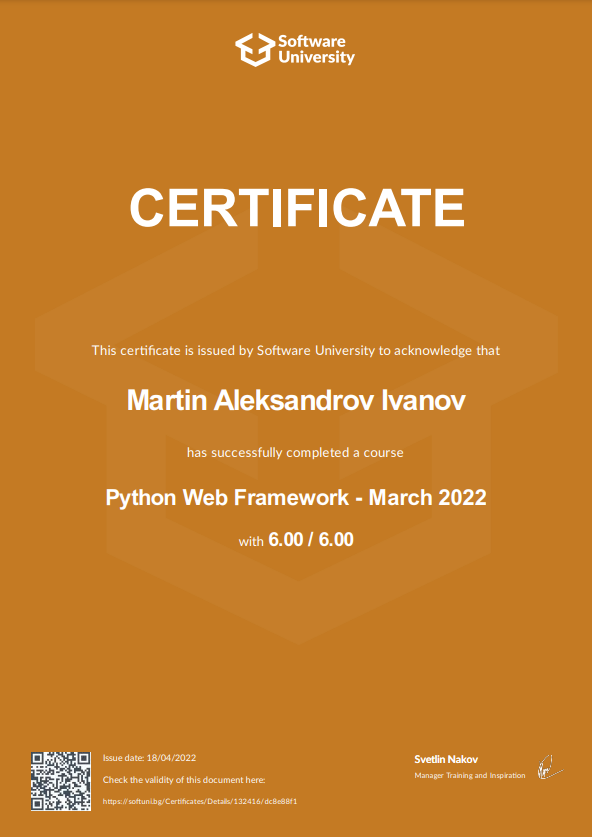 Software
University
CERTIFICATE
This certificate is issued by Software University to acknowledge that
Martin Aleksandrov Ivanov
has successfully completed a course
Python Web Framework - March 2022
with 6.00 / 6.00
Issue date: 18/04/2022
Check the validity of this document here:
https://softuni.bg/Certificates/Details/132416/dc8e88f1
Svetlin Nakov
Manager Training and Inspiration